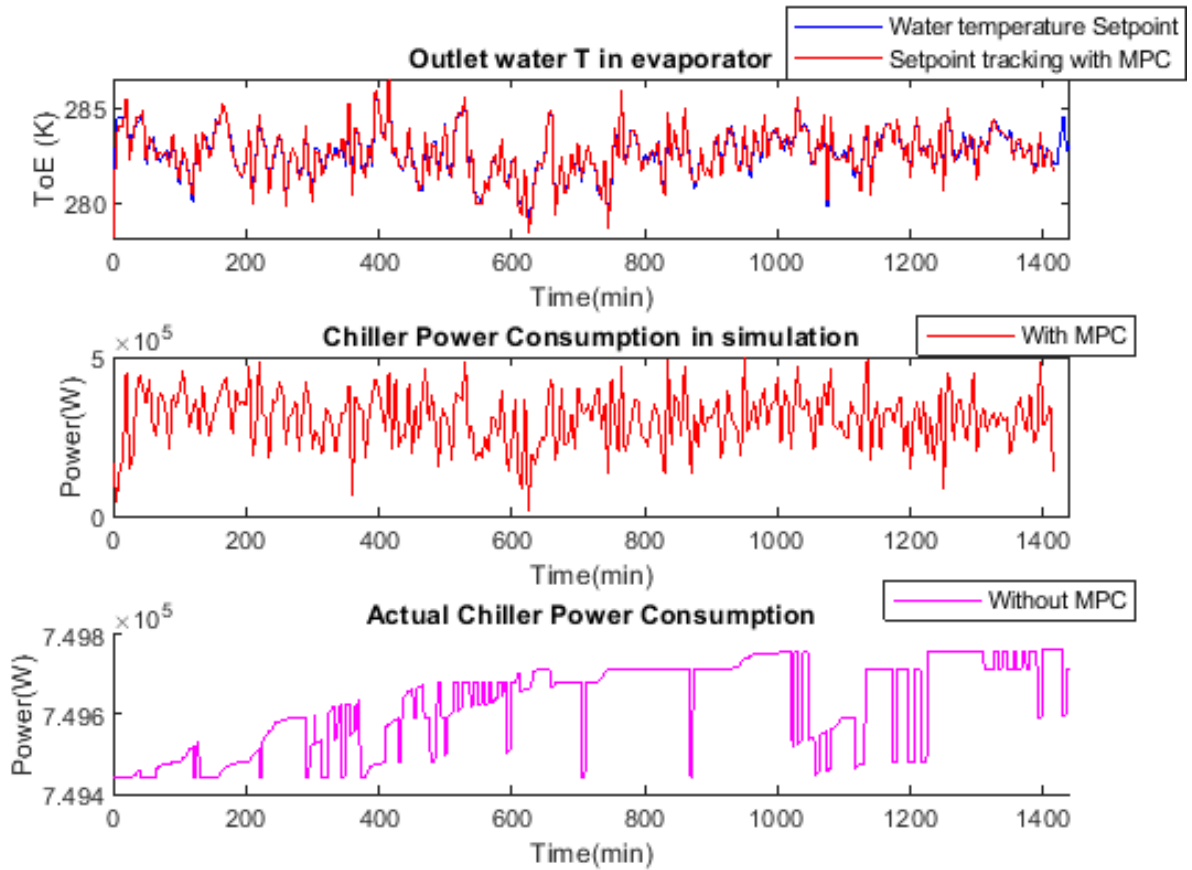 Water temperature Setpoint
Setpoint tracking with MPC
Outlet water T in evaporator
285
280
ToE (K)
0 200 400 600 800 1000 1200 1400
Time(min)
Chiller Power Consumption in simulation
With MPC
×10^5
5
0
Power(W)
0 200 400 600 800 1000 1200 1400
Time(min)
Actual Chiller Power Consumption
Without MPC
×10^5
7.498
7.496
7.494
Power(W)
0 200 400 600 800 1000 1200 1400
Time(min)